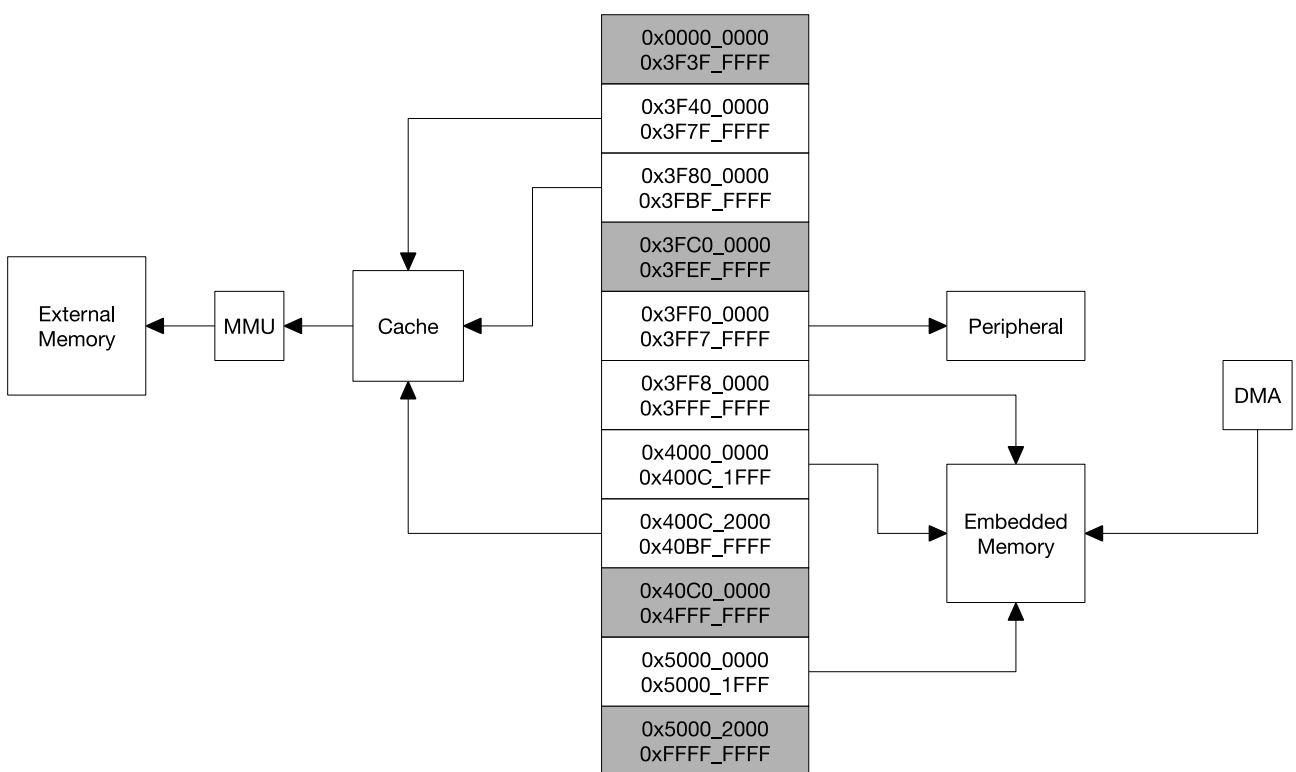 0x0000_0000
0x3F3F_FFFF
0x3F40_0000
0x3F7F_FFFF
0x3F80_0000
0x3FBF_FFFF
0x3FC0_0000
0x3FEF_FFFF
External
Memory
MMU
Cache
0x3FF0_0000
0x3FF7_FFFF
Peripheral
0x3FF8_0000
0x3FFF_FFFF
DMA
0x4000_0000
0x400C_1FFF
0x400C_2000
0x40BF_FFFF
Embedded
Memory
0x40C0_0000
0x4FFF_FFFF
0x5000_0000
0x5000_1FFF
0x5000_2000
0xFFFF_FFFF